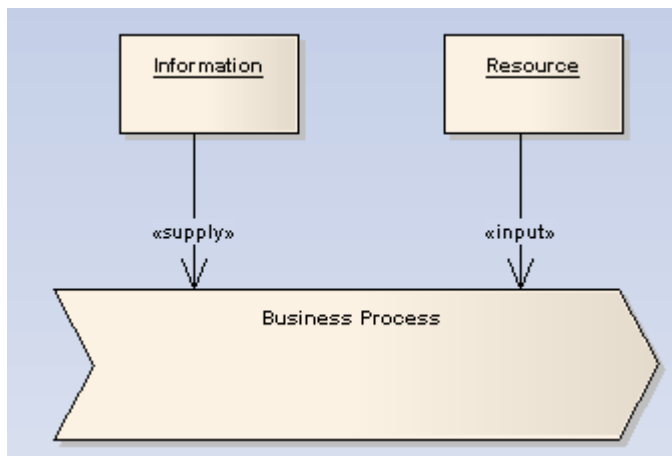 Information
Resource
«supply»
«input»
Business Process